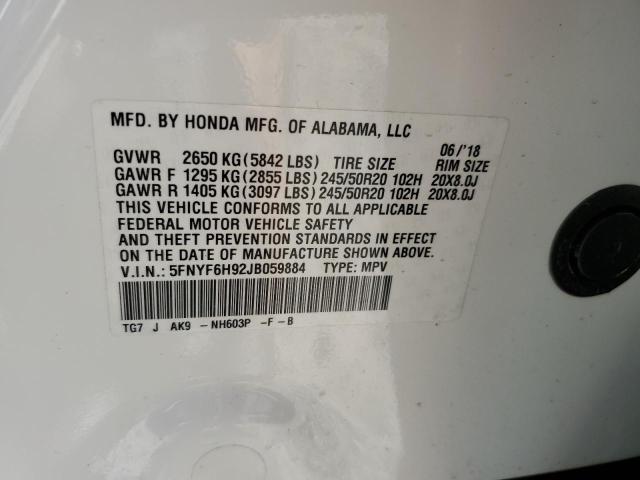 MFD. BY HONDA MFG. OF ALABAMA, LLC
06/'18
GVWR 2650 KG(5842 LBS) TIRE SIZE RIM SIZE
GAWR F 1295 KG(2855 LBS) 245/50R20 102H 20X8.0J
GAWR R 1405 KG(3097 LBS) 245/50R20 102H 20X8.0J
THIS VEHICLE CONFORMS TO ALL APPLICABLE
FEDERAL MOTOR VEHICLE SAFETY
AND THEFT PREVENTION STANDARDS IN EFFECT
ON THE DATE OF MANUFACTURE SHOWN ABOVE.
V.I.N.: 5FNYF6H92JB059884 TYPE: MPV
TG7 J AK9 -NH603P -F-B